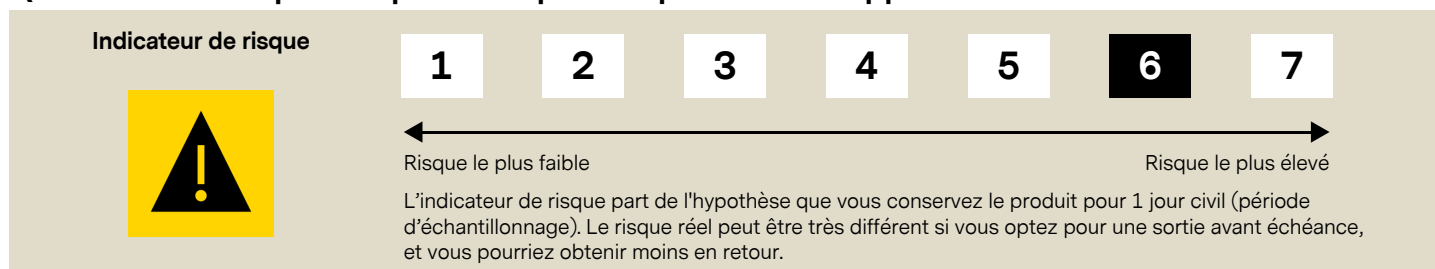 Indicateur de risque
1 2 3 4 5 6 7
Risque le plus faible Risque le plus élevé
L’indicateur de risque part de l'hypothèse que vous conservez le produit pour 1 jour civil (période
d’échantillonnage). Le risque réel peut être très différent si vous optez pour une sortie avant échéance,
et vous pourriez obtenir moins en retour.